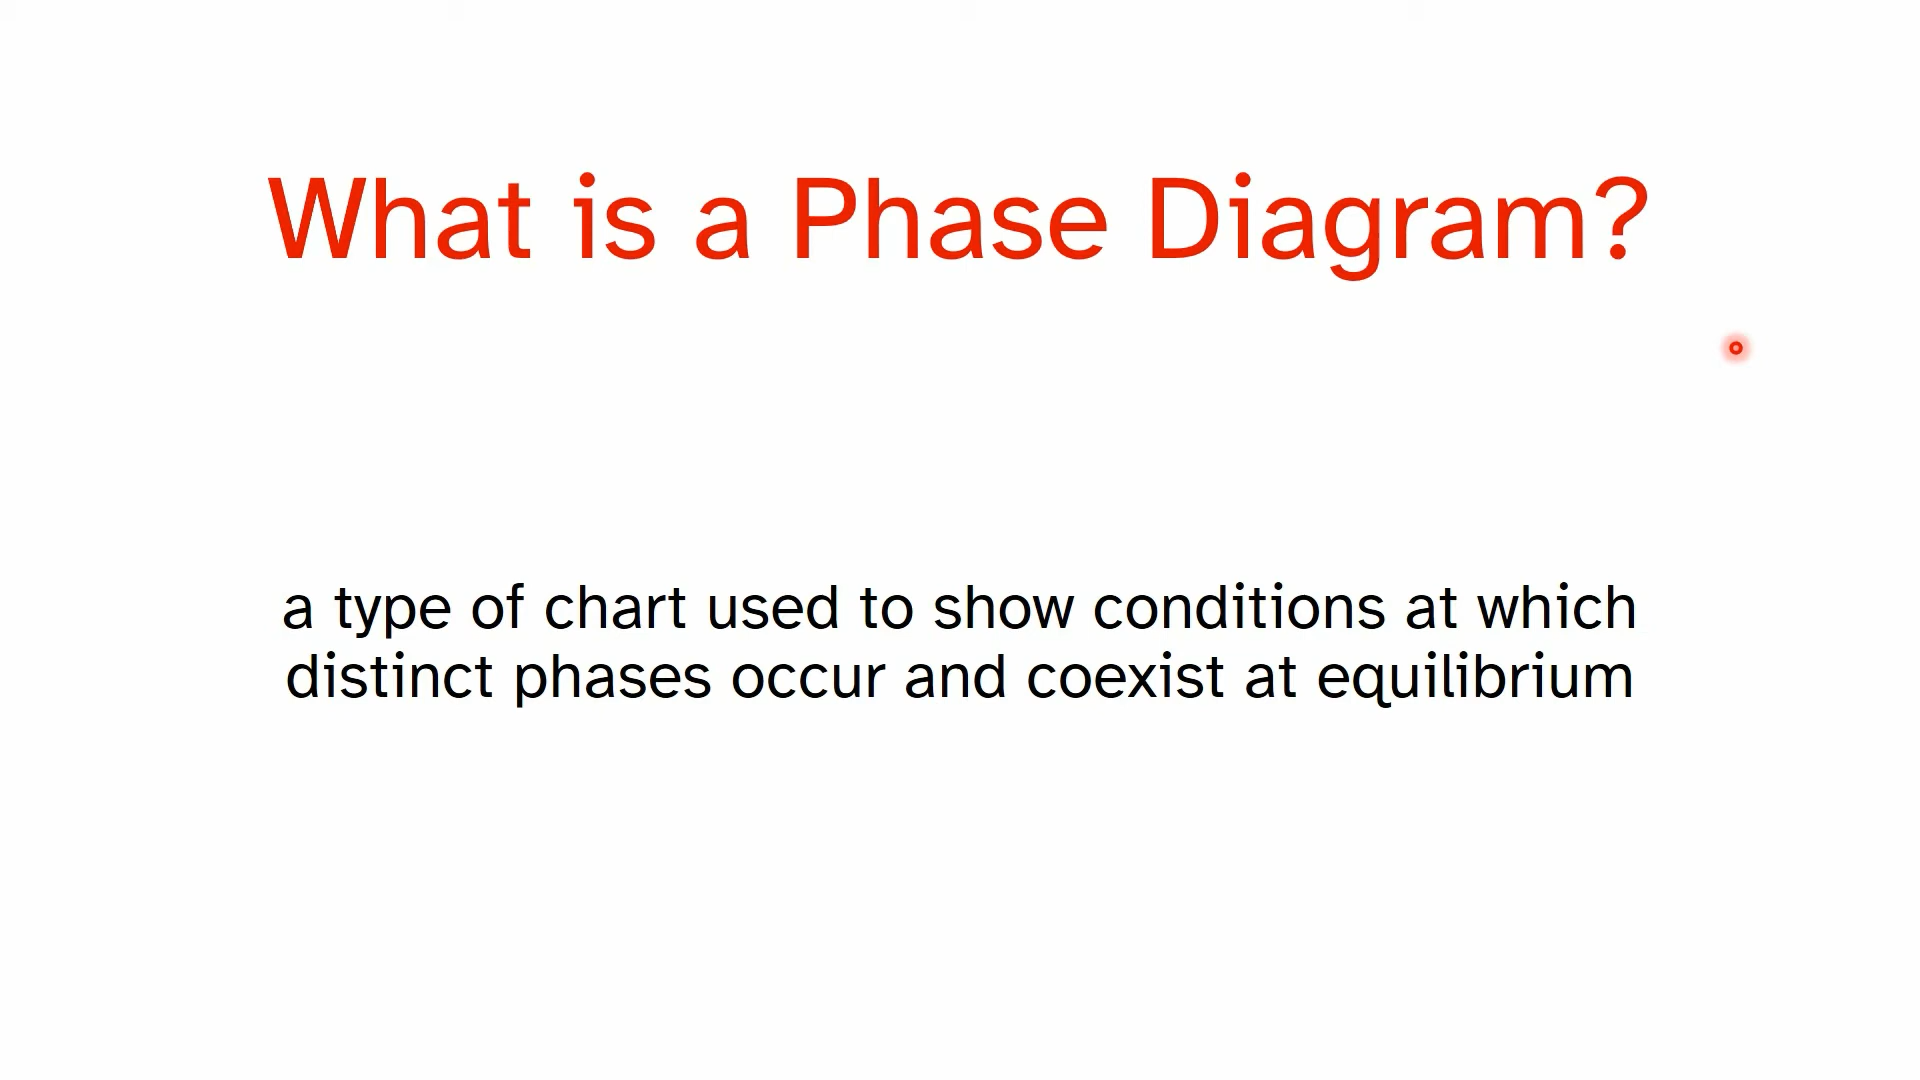 What is a Phase Diagram?
a type of chart used to show conditions at which
distinct phases occur and coexist at equilibrium